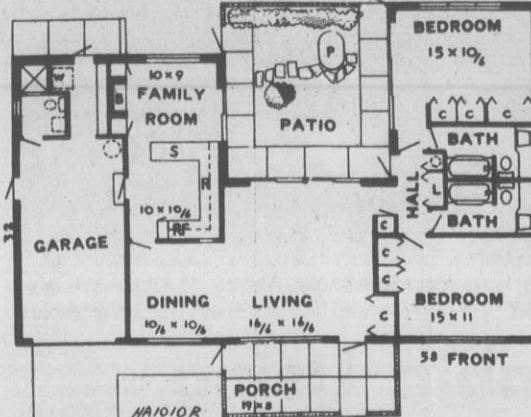 BEDROOM
15 X 10/6
W
10 X 9
B
FAMILY
ROOM
P
PATIO
C
C
C
BATH
S
R
10 X 10/6
RF
HALL
L
BATH
32
GARAGE
C
C
C
DINING
10/6 X 10/6
LIVING
16/6 X 16/6
BEDROOM
15 X 11
38 FRONT
PORCH
19 X 8
HA1010R